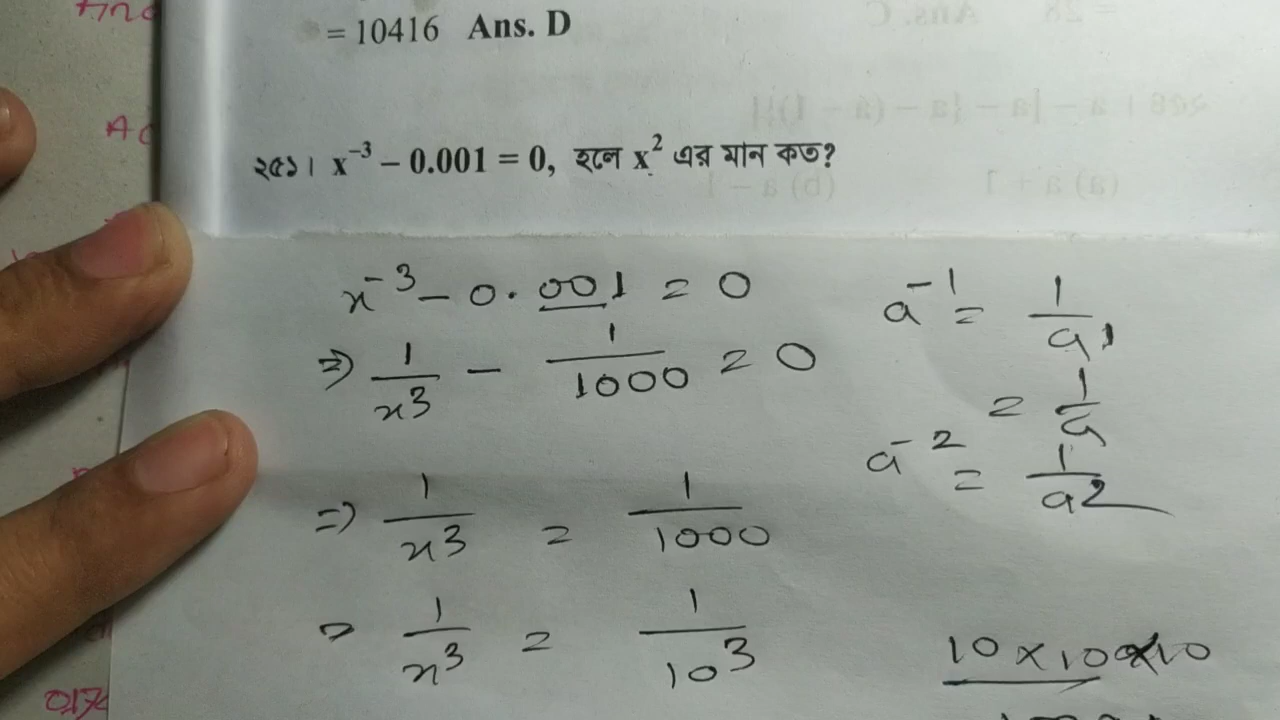 = 10416 Ans. D
২৫১। x⁻³ – 0.001 = 0, হলে x² এর মান কত?
x⁻³ – 0.001 = 0
⇒ 1/x³ – 1/1000 = 0
⇒ 1/x³ = 1/1000
⇒ 1/x³ = 1/10³
a⁻¹ = 1/a¹
= 1/a
a⁻² = 1/a²
10×10×10